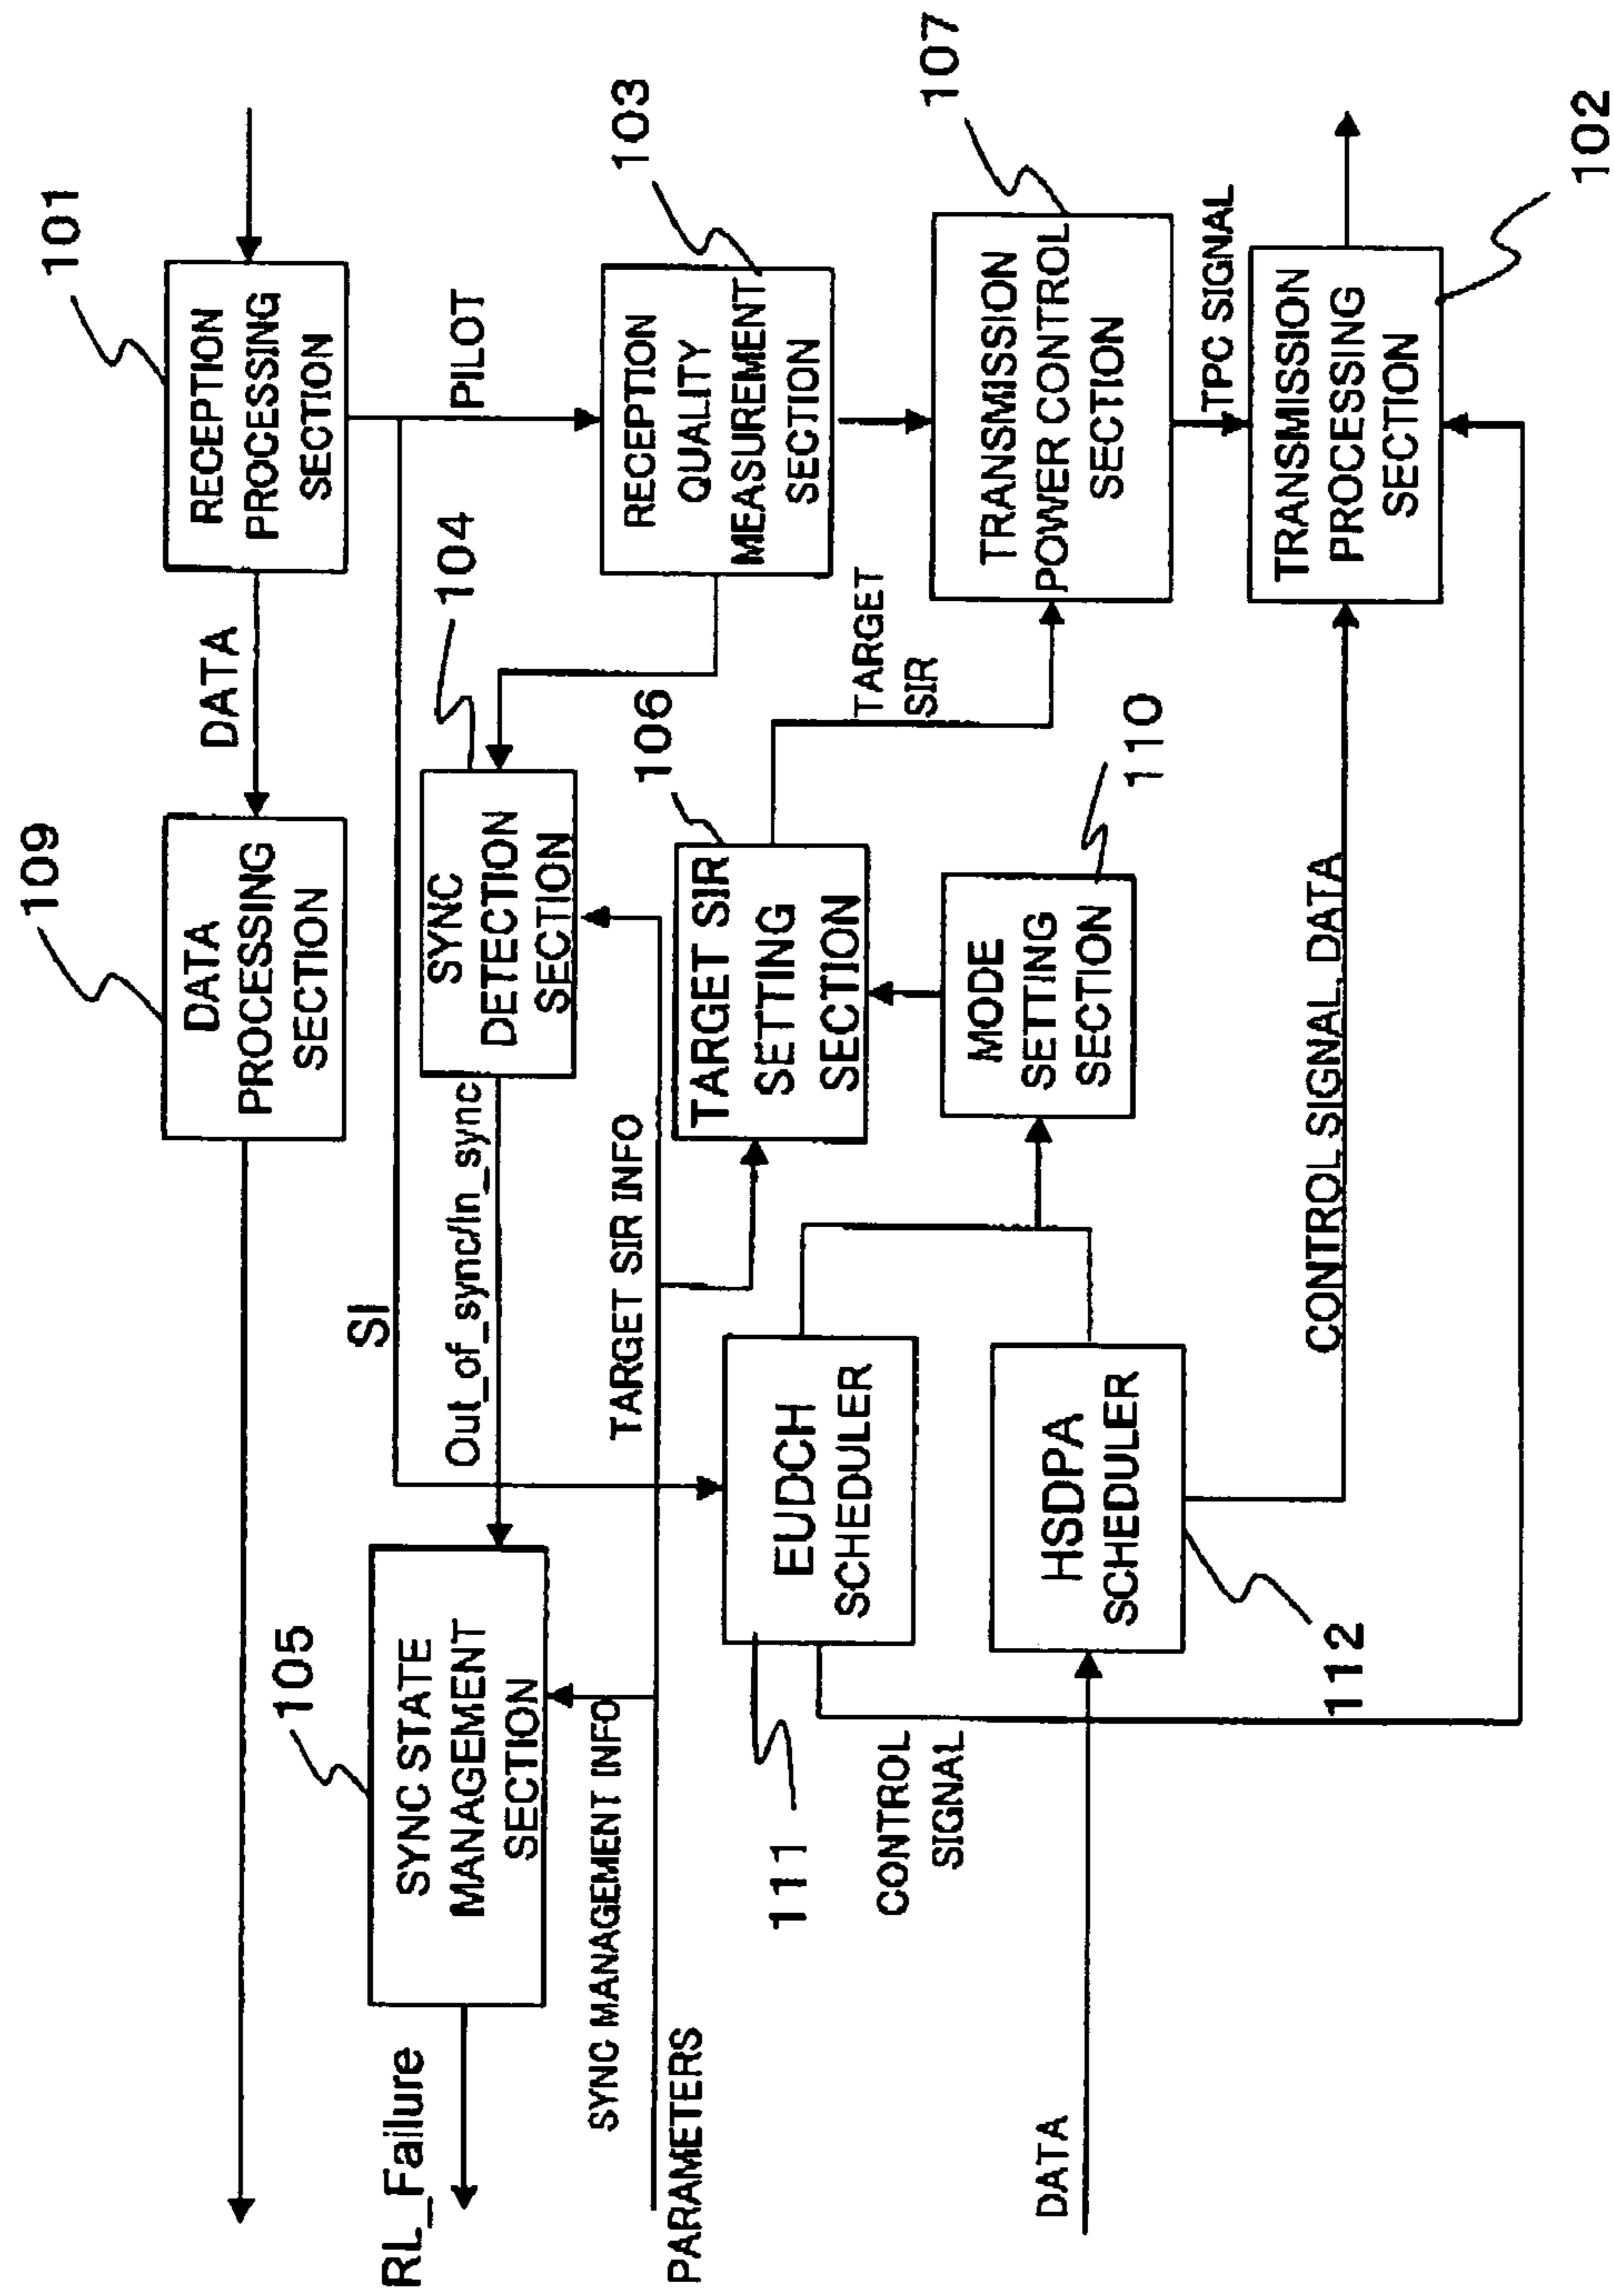 101
RECEPTION
PROCESSING
SECTION
DATA
109
DATA
PROCESSING
SECTION
PILOT
SI
103
RECEPTION
QUALITY
MEASUREMENT
SECTION
104
SYNC
DETECTION
SECTION
Out_of_sync/In_sync
105
SYNC STATE
MANAGEMENT
SECTION
RL_Failure
SYNC MANAGEMENT INFO
TARGET SIR INFO
PARAMETERS
106
TARGET SIR
SETTING
SECTION
TARGET
SIR
107
TRANSMISSION
POWER CONTROL
SECTION
110
MODE
SETTING
SECTION
EUDCH
SCHEDULER
111
CONTROL
SIGNAL
HSDPA
SCHEDULER
112
DATA
CONTROL SIGNAL, DATA
TPC SIGNAL
TRANSMISSION
PROCESSING
SECTION
102